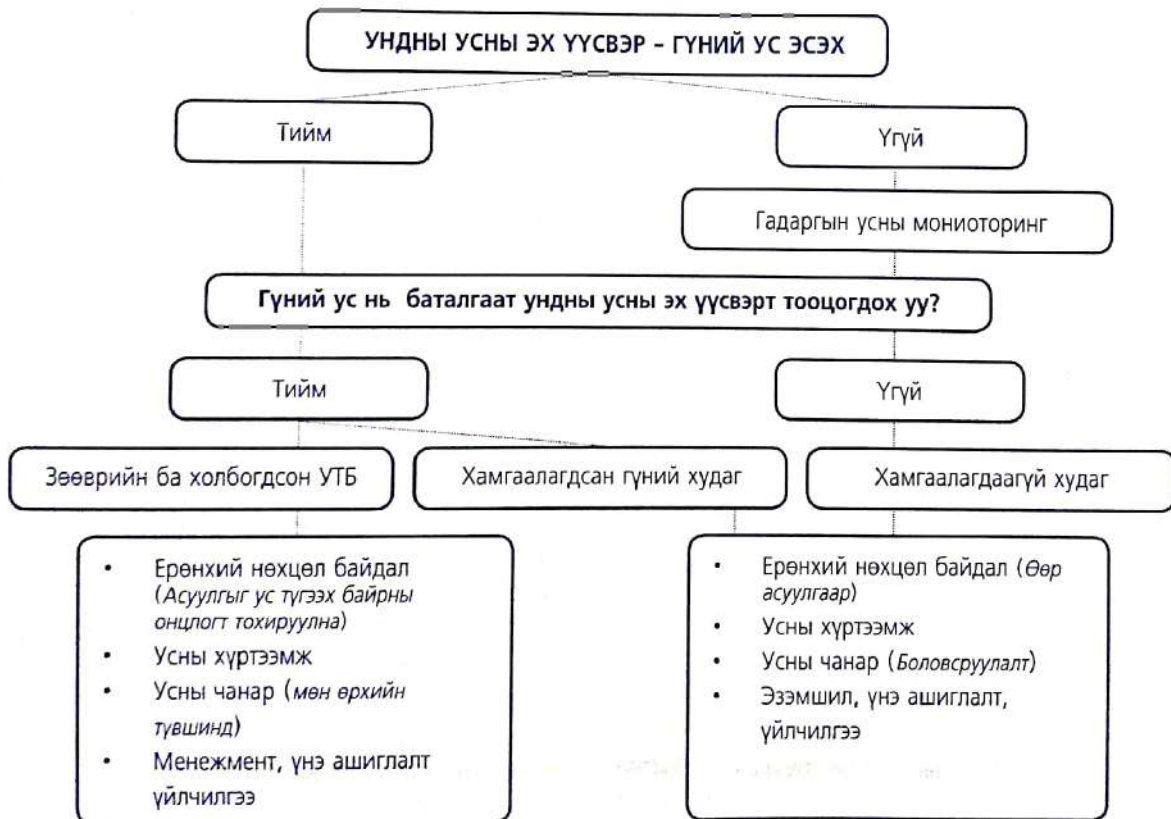 УНДНЫ УСНЫ ЭХ ҮҮСВЭР – ГҮНИЙ УС ЭСЭХ
Тийм
Үгүй
Гадаргын усны мониоторинг
Гүний ус нь баталгаат ундны усны эх үүсвэрт тооцогдох уу?
Тийм
Үгүй
Зөөврийн ба холбогдсон УТБ
Хамгаалагдсан гүний худаг
Хамгаалагдаагүй худаг
• Ерөнхий нөхцөл байдал
(Асуулгыг ус түгээх байрны
онцлогт тохируулна)
• Усны хүртээмж
• Усны чанар (мөн өрхийн
түвшинд)
• Менежмент, үнэ ашиглалт
үйлчилгээ
• Ерөнхий нөхцөл байдал (Өөр
асуулгаар)
• Усны хүртээмж
• Усны чанар (Боловсруулалт)
• Эзэмшил, үнэ ашиглалт,
үйлчилгээ